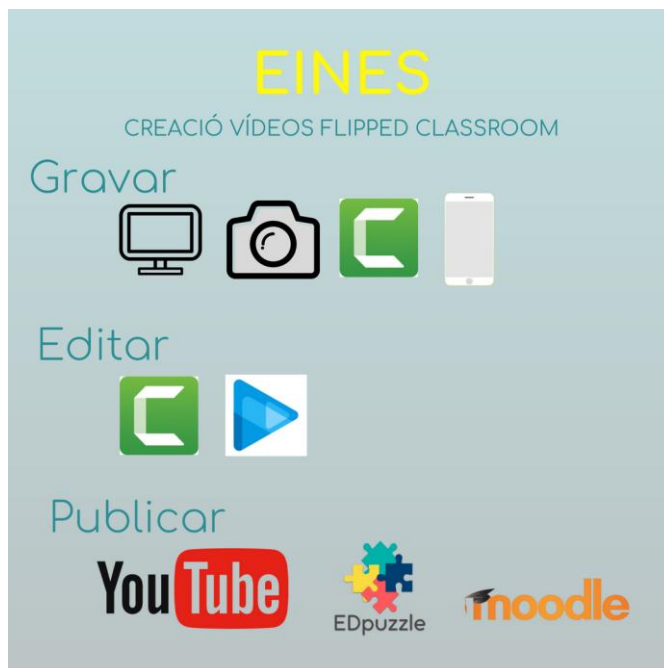 EINES
CREACIÓ VÍDEOS FLIPPED CLASSROOM
Gravar
Editar
Publicar
YouTube
EDpuzzle
moodle